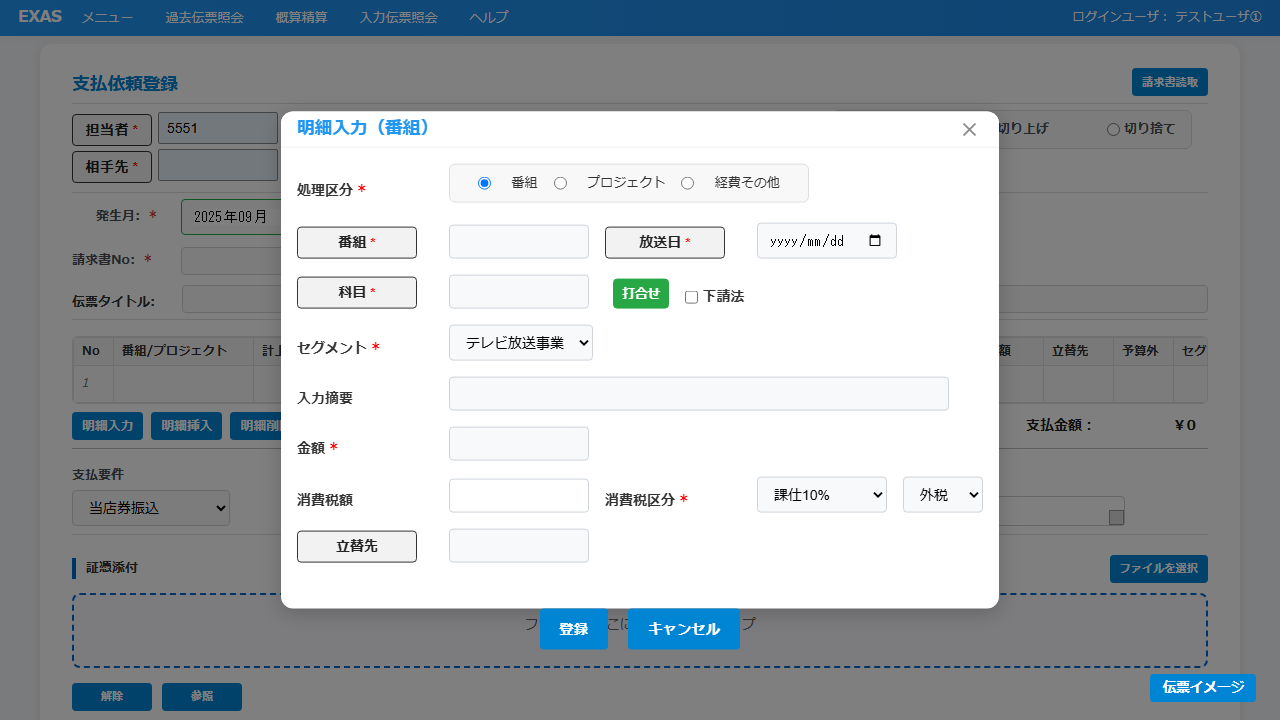 EXAS メニュー 過去伝票照会 概算精算 入力伝票照会 ヘルプ ログインユーザ： テストユーザ①
支払依頼登録 請求書読取
担当者* 5551 切り上げ 切り捨て
相手先*
発生月: * 2025年09月
請求書No: *
伝票タイトル:
No 番組/プロジェクト 計上 額 立替先 予算外 セグ
1
明細入力 明細挿入 明細削 支払金額： ￥0
支払要件
当店券振込
証憑添付 ファイルを選択
解除 参照
伝票イメージ
明細入力（番組）
処理区分 * 番組 プロジェクト 経費その他
番組* 放送日* yyyy/mm/dd
科目* 打合せ 下請法
セグメント * テレビ放送事業
入力摘要
金額 *
消費税額 消費税区分 * 課仕10% 外税
立替先
登録 キャンセル